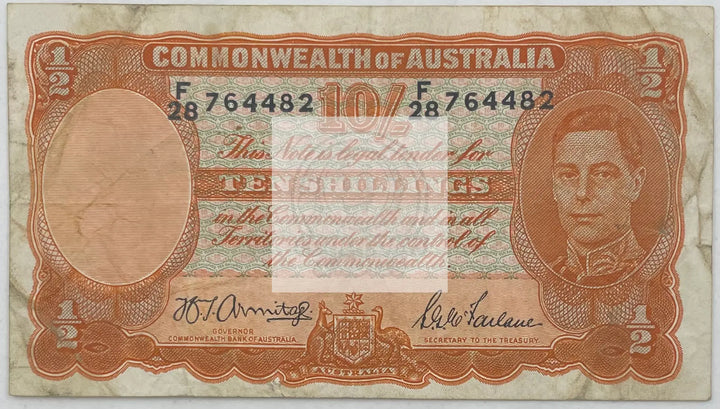 1/2 COMMONWEALTH OF AUSTRALIA 1/2
F/28 764482 F/28 764482
10/-
This Note is legal tender for
TEN SHILLINGS
in the Commonwealth and in all
Territories under the control of
the Commonwealth
H.T. Armitage S.G. McFarlane
GOVERNOR SECRETARY TO THE TREASURY.
COMMONWEALTH BANK OF AUSTRALIA.
1/2 1/2
AUSTRALIA